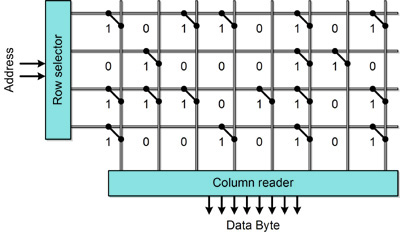 Address
Row selector
1 0 1 1 0 1 0 1
0 1 0 0 0 1 1 0
1 1 1 0 1 1 0 1
1 0 0 1 0 1 0 1
Column reader
Data Byte